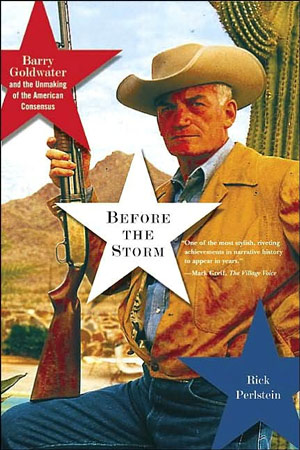 Barry
Goldwater
and the Unmaking
of the American
Consensus
BEFORE
THE
STORM
"One of the most stylish, riveting
achievements in narrative history
to appear in years."
—Mark Greif, The Village Voice
Rick
Perlstein